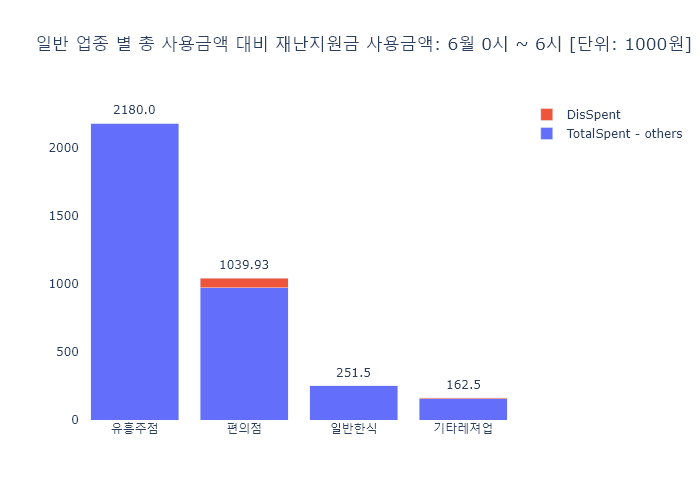 일반 업종 별 총 사용금액 대비 재난지원금 사용금액: 6월 0시 ~ 6시 [단위: 1000원]
2180.0
DisSpent
TotalSpent - others
2000
1500
1039.93
1000
500
251.5
162.5
0
유흥주점 편의점 일반한식 기타레져업